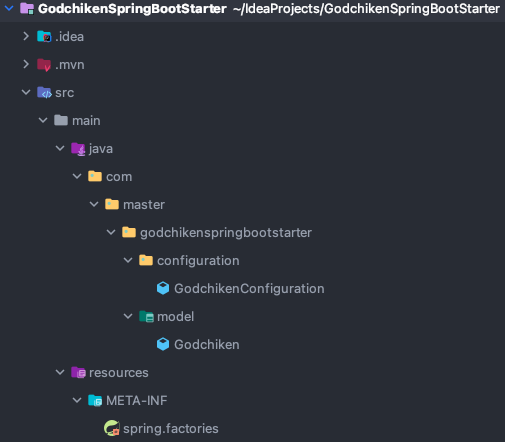 GodchikenSpringBootStarter ~/IdeaProjects/GodchikenSpringBootStarter
.idea
.mvn
src
main
java
com
master
godchikenspringbootstarter
configuration
GodchikenConfiguration
model
Godchiken
resources
META-INF
spring.factories